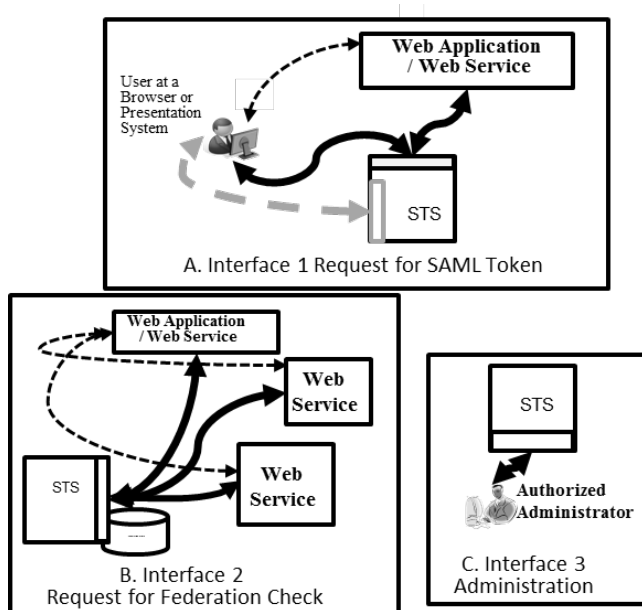 Web Application
/ Web Service
User at a
Browser or
Presentation
System
STS
A. Interface 1 Request for SAML Token
Web Application
/ Web Service
Web
Service
Web
Service
STS
B. Interface 2
Request for Federation Check
STS
Authorized
Administrator
C. Interface 3
Administration